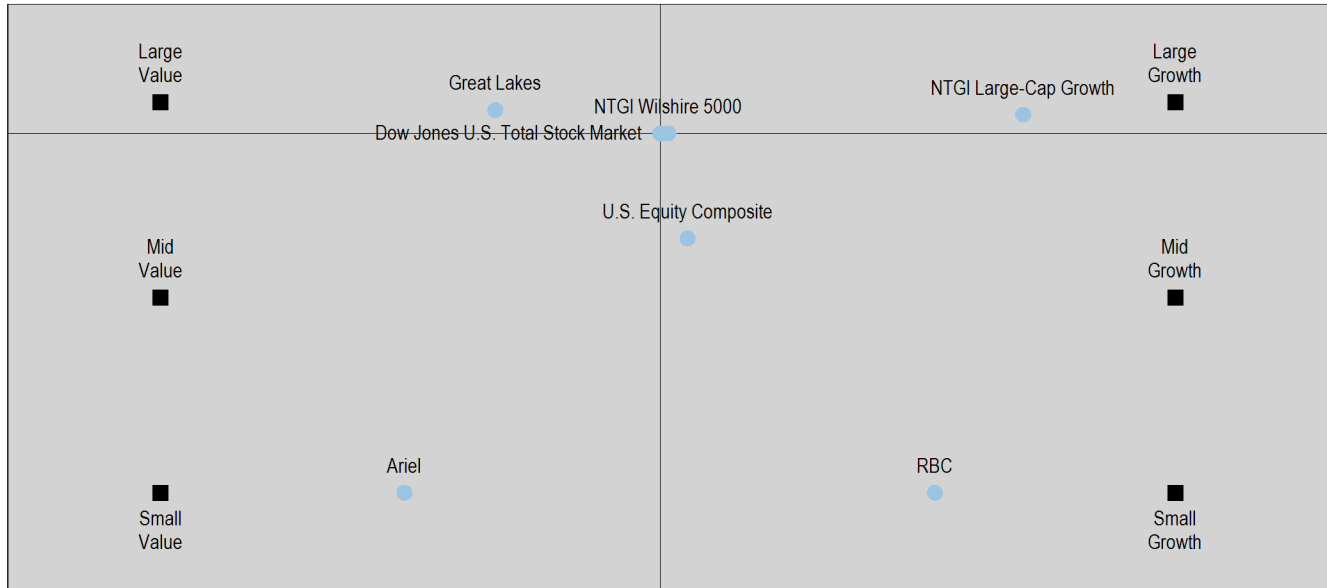 Large
Value
Great Lakes
NTGI Wilshire 5000
NTGI Large-Cap Growth
Large
Growth
Dow Jones U.S. Total Stock Market
U.S. Equity Composite
Mid
Value
Mid
Growth
Ariel
RBC
Small
Value
Small
Growth